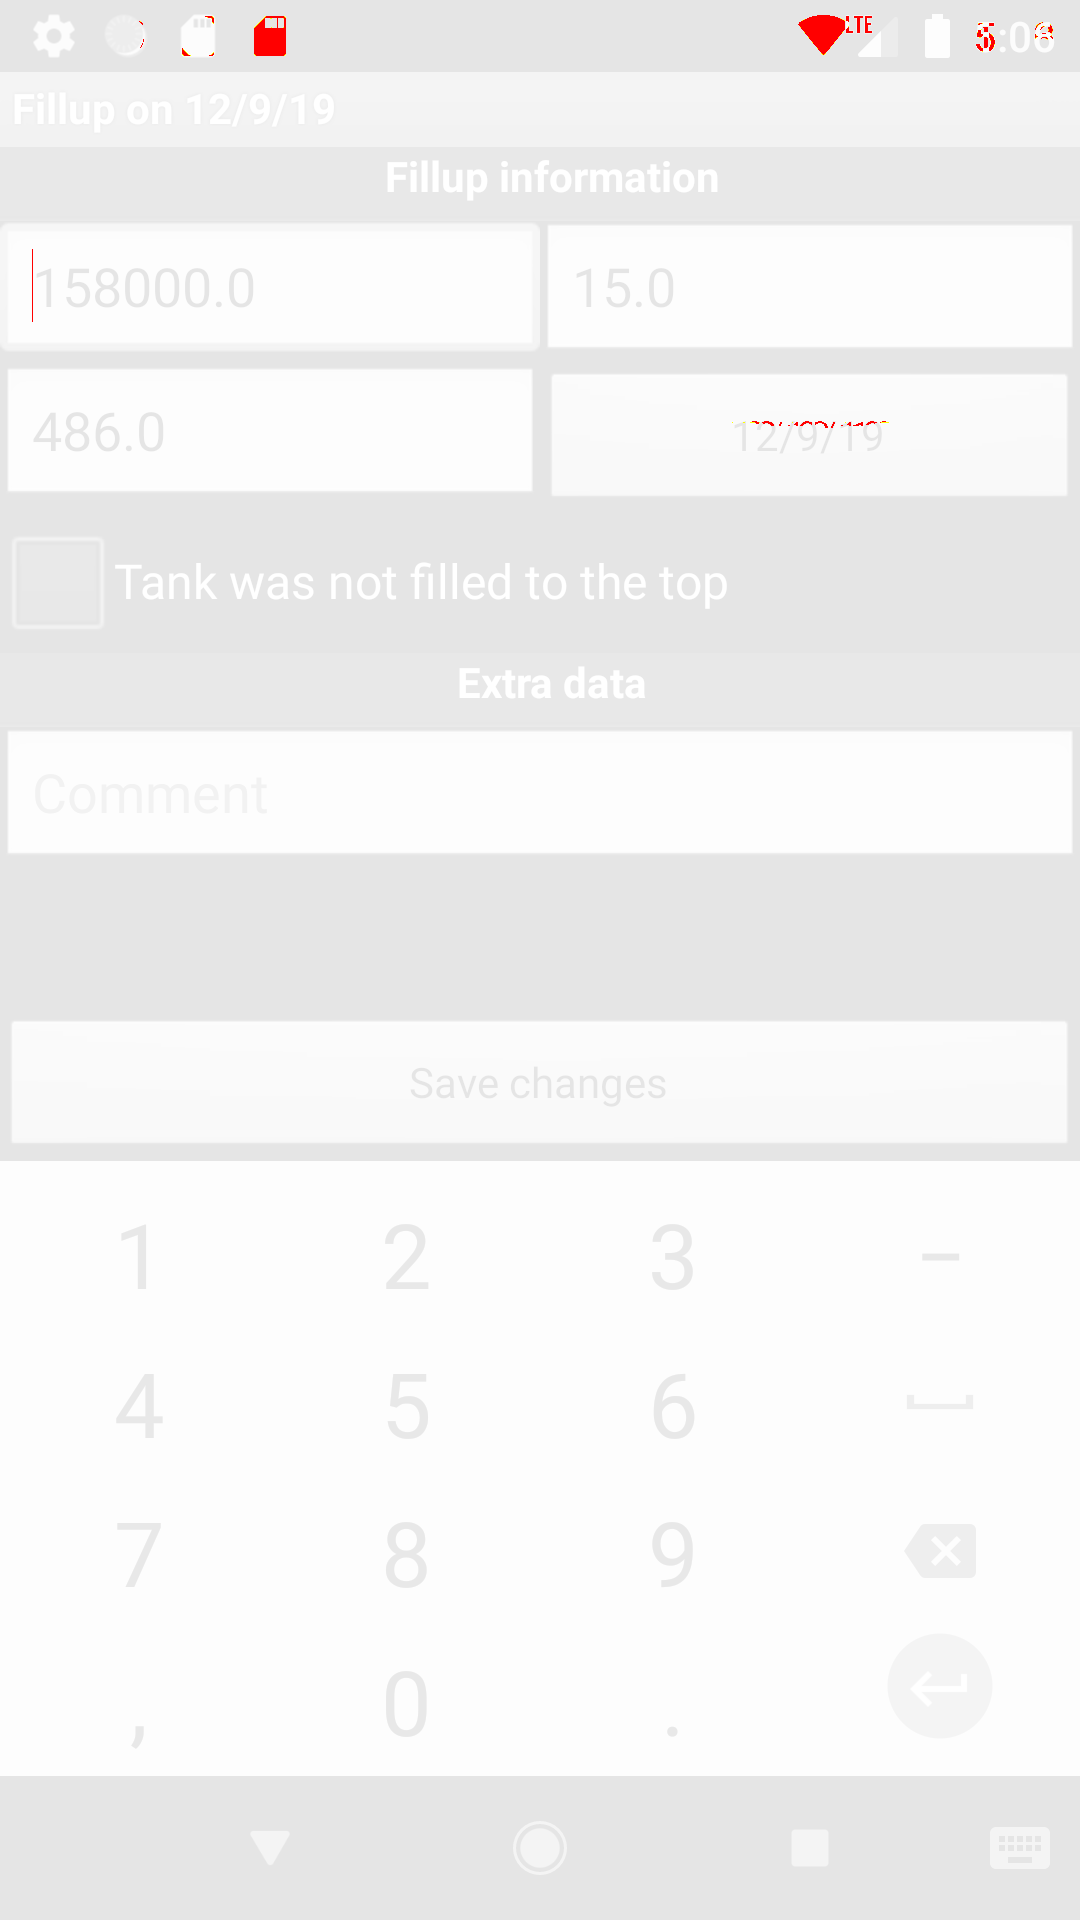 LTE
Fillup on 12/9/19
Fillup information
158000.0 15.0
486.0 12/9/19
Tank was not filled to the top
Extra data
Comment
Save changes
1 2 3 –
4 5 6
7 8 9
, 0 .